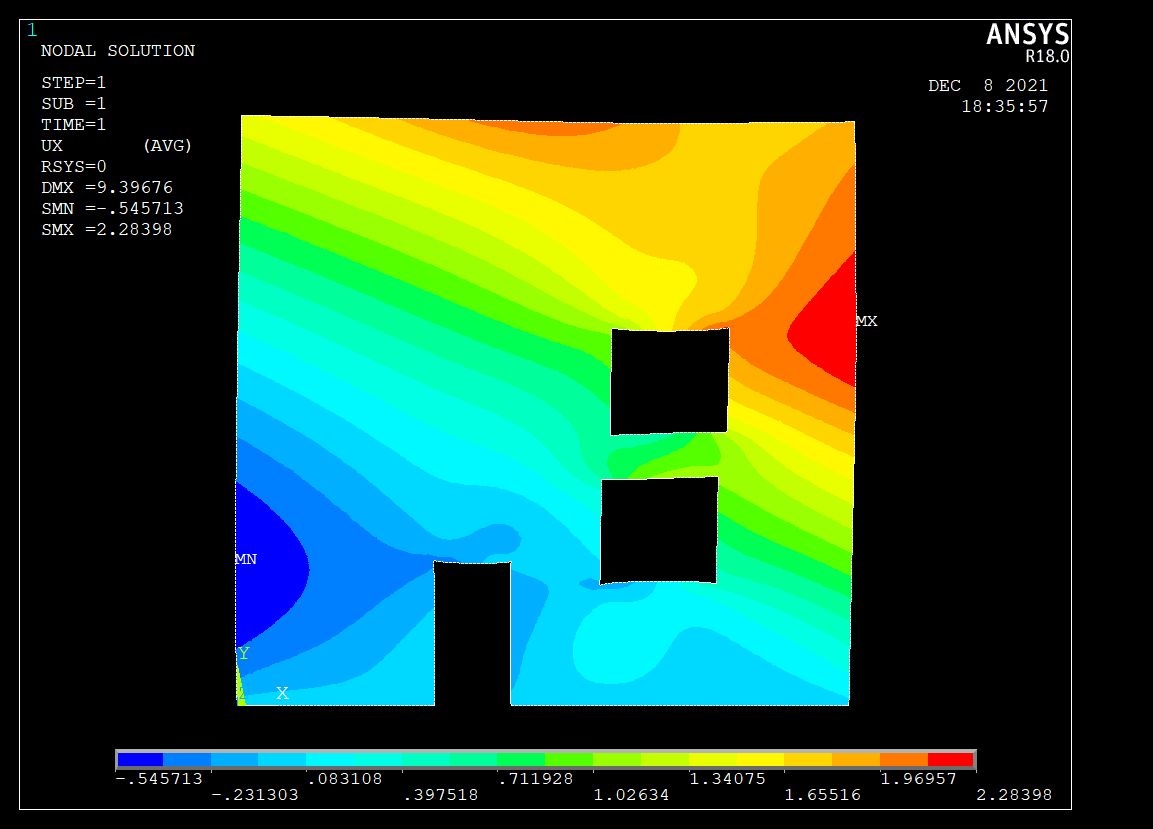 1
ANSYS
R18.0
NODAL SOLUTION
STEP=1
SUB =1
TIME=1
UX (AVG)
RSYS=0
DMX =9.39676
SMN =-.545713
SMX =2.28398
DEC 8 2021
18:35:57
MX
MN
Y
X
-.545713 .083108 .711928 1.34075 1.96957
-.231303 .397518 1.02634 1.65516 2.28398